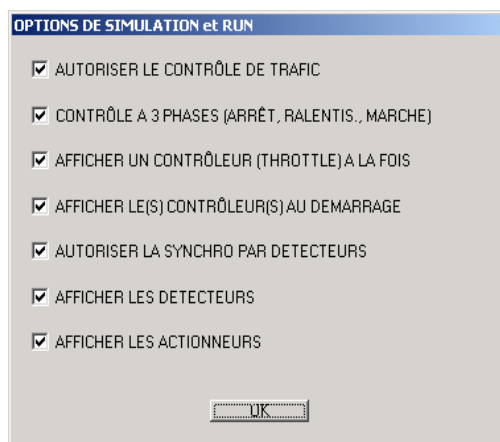 OPTIONS DE SIMULATION et RUN
AUTORISER LE CONTRÔLE DE TRAFIC
CONTRÔLE A 3 PHASES (ARRÊT, RALENTIS., MARCHE)
AFFICHER UN CONTRÔLEUR (THROTTLE) A LA FOIS
AFFICHER LE(S) CONTRÔLEUR(S) AU DEMARRAGE
AUTORISER LA SYNCHRO PAR DETECTEURS
AFFICHER LES DETECTEURS
AFFICHER LES ACTIONNEURS
OK